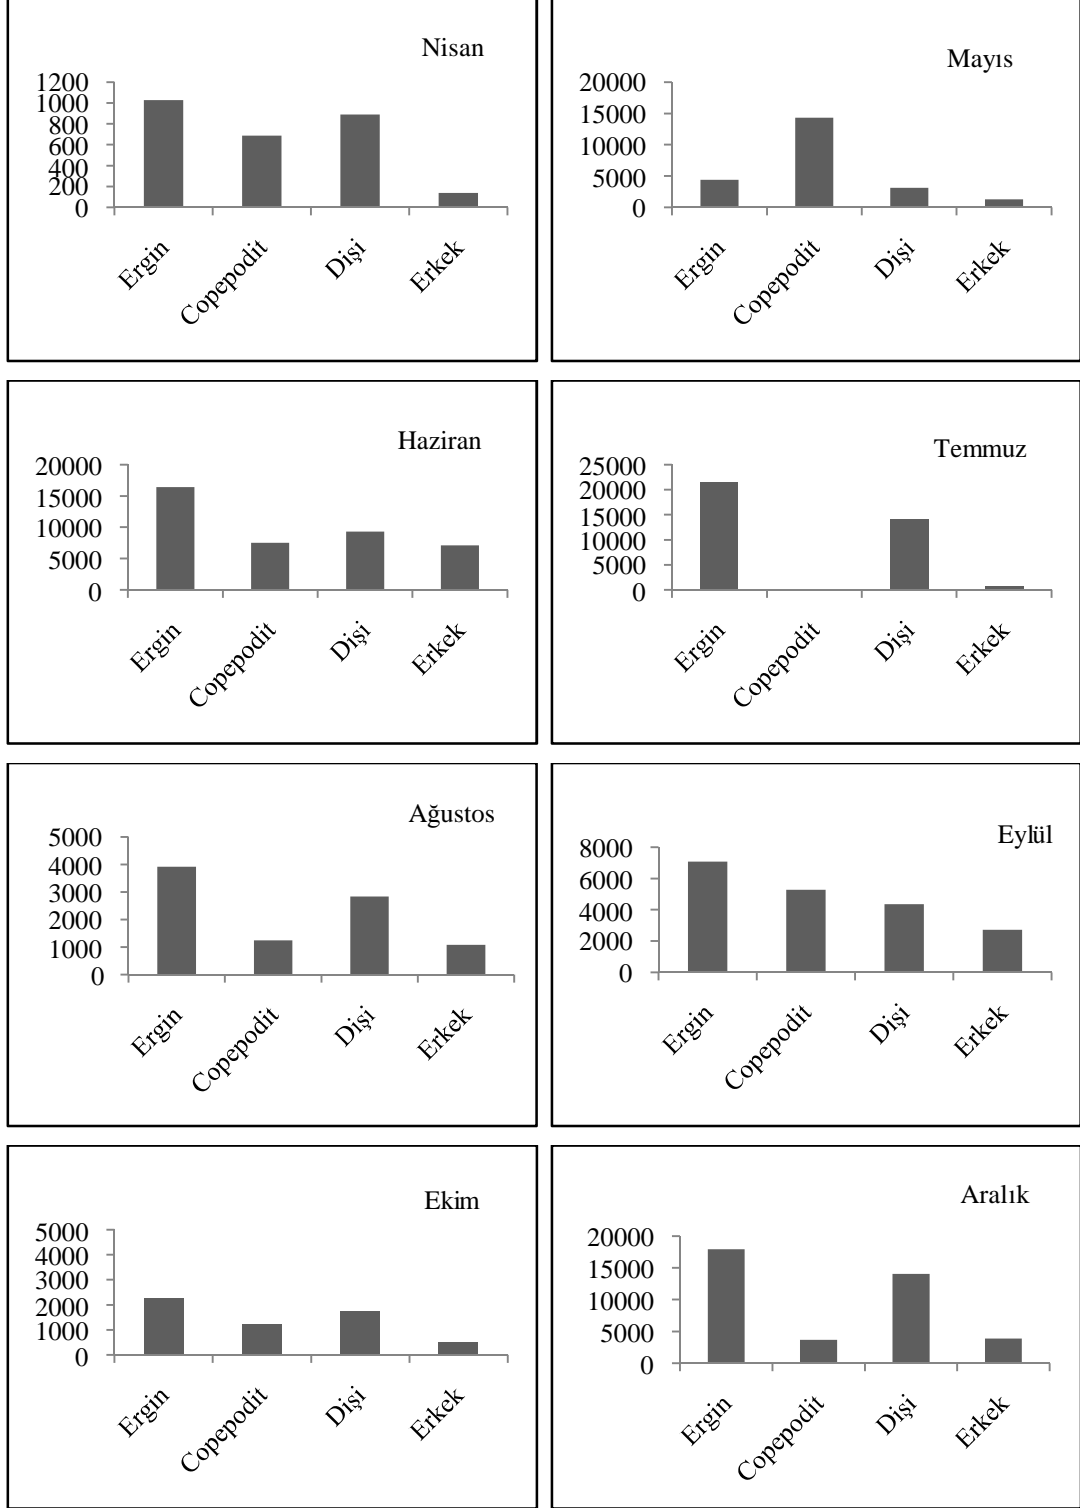 Nisan
1200
1000
800
600
400
200
0
Ergin
Copepodit
Dişi
Erkek
Mayıs
20000
15000
10000
5000
0
Ergin
Copepodit
Dişi
Erkek
Haziran
20000
15000
10000
5000
0
Ergin
Copepodit
Dişi
Erkek
Temmuz
25000
20000
15000
10000
5000
0
Ergin
Copepodit
Dişi
Erkek
Ağustos
5000
4000
3000
2000
1000
0
Ergin
Copepodit
Dişi
Erkek
Eylül
8000
6000
4000
2000
0
Ergin
Copepodit
Dişi
Erkek
Ekim
5000
4000
3000
2000
1000
0
Ergin
Copepodit
Dişi
Erkek
Aralık
20000
15000
10000
5000
0
Ergin
Copepodit
Dişi
Erkek